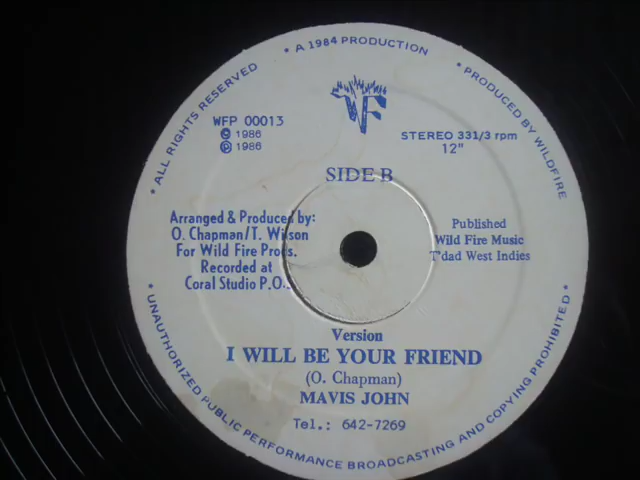 • ALL RIGHTS RESERVED • A 1984 PRODUCTION • PRODUCED BY WILDFIRE
WF
WFP 00013
© 1986
℗ 1986
STEREO 331/3 rpm
12"
SIDE B
Arranged & Produced by:
O. Chapman/T. Wilson
For Wild Fire Prods.
Recorded at
Coral Studio P.O.S.
Published
Wild Fire Music
T'dad West Indies
Version
I WILL BE YOUR FRIEND
(O. Chapman)
MAVIS JOHN
Tel.: 642-7269
• UNAUTHORIZED PUBLIC PERFORMANCE BROADCASTING AND COPYING PROHIBITED •